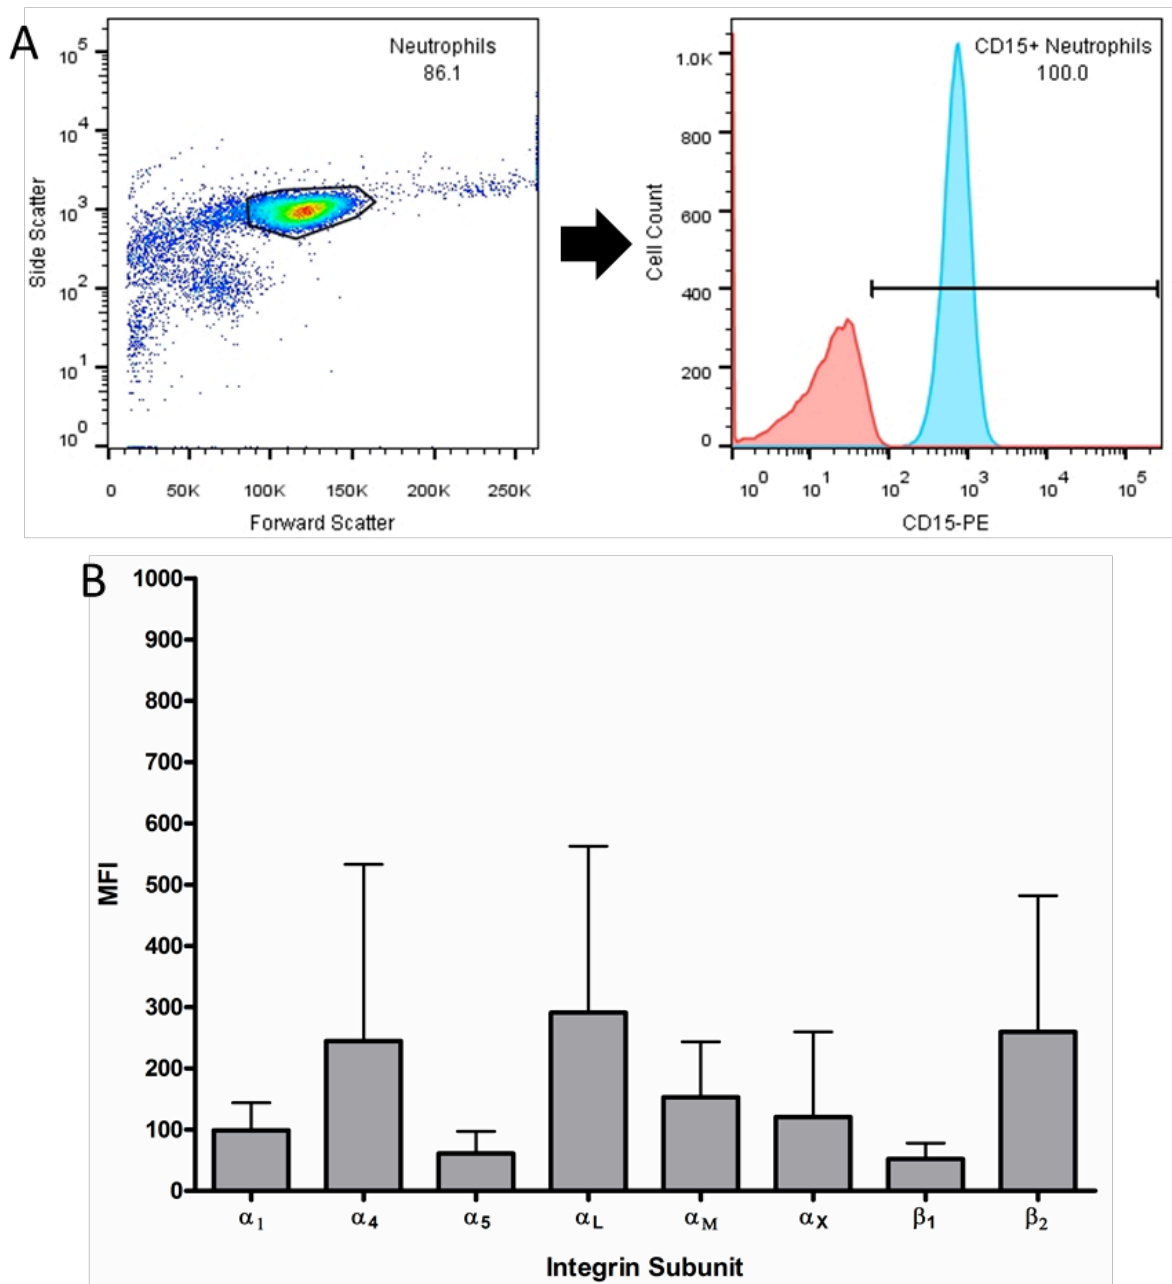 A
Neutrophils
86.1
10^5
10^4
10^3
10^2
10^1
10^0
Side Scatter
0 50K 100K 150K 200K 250K
Forward Scatter
CD15+ Neutrophils
100.0
1.0K
800
600
400
200
0
Cell Count
10^0 10^1 10^2 10^3 10^4 10^5
CD15-PE
B
1000
900
800
700
600
500
400
300
200
100
0
MFI
α₁ α₄ α₅ α_L α_M α_X β₁ β₂
Integrin Subunit